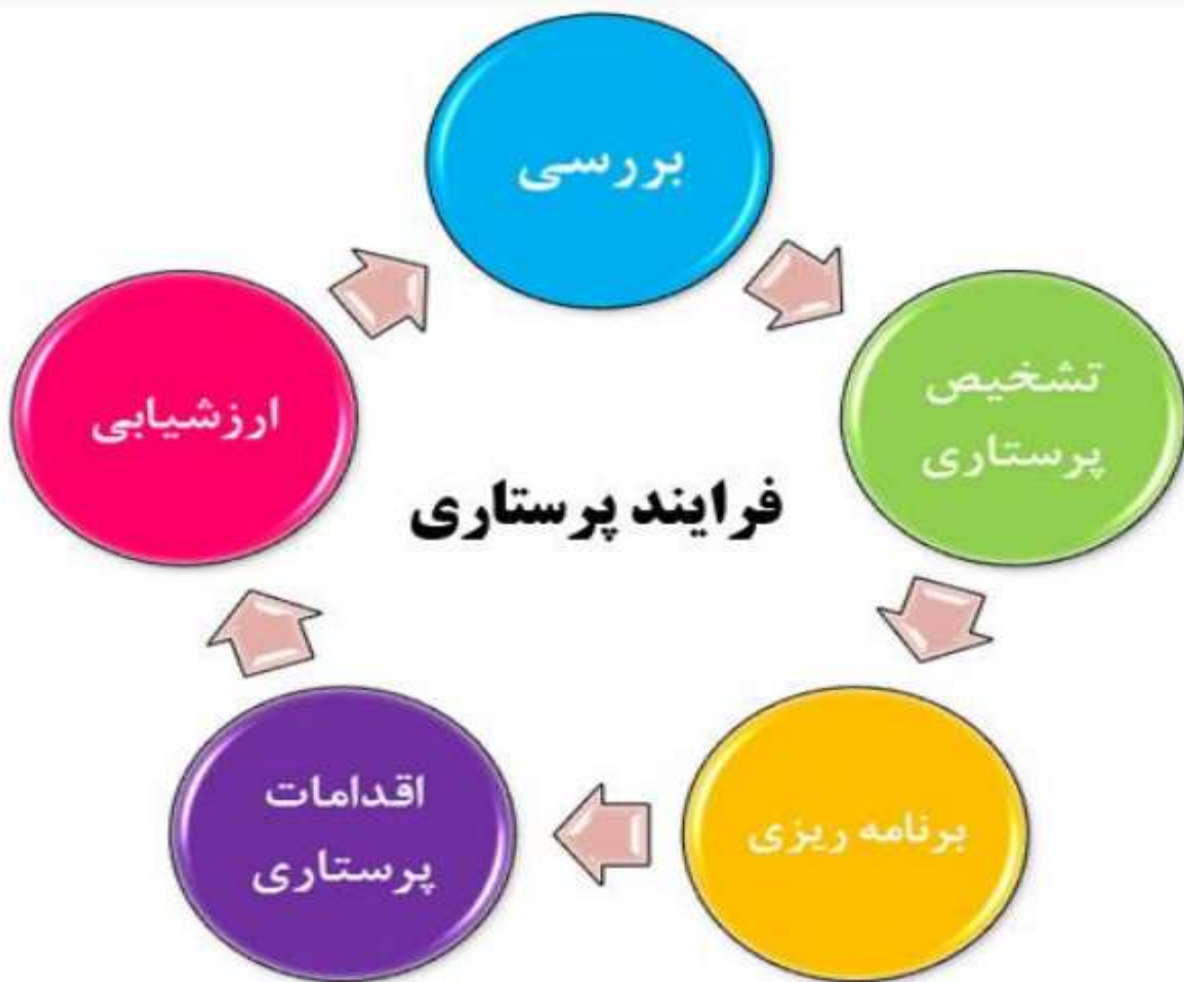 بررسی
تشخیص
پرستاری
برنامه ریزی
اقدامات
پرستاری
ارزشیابی
فرایند پرستاری